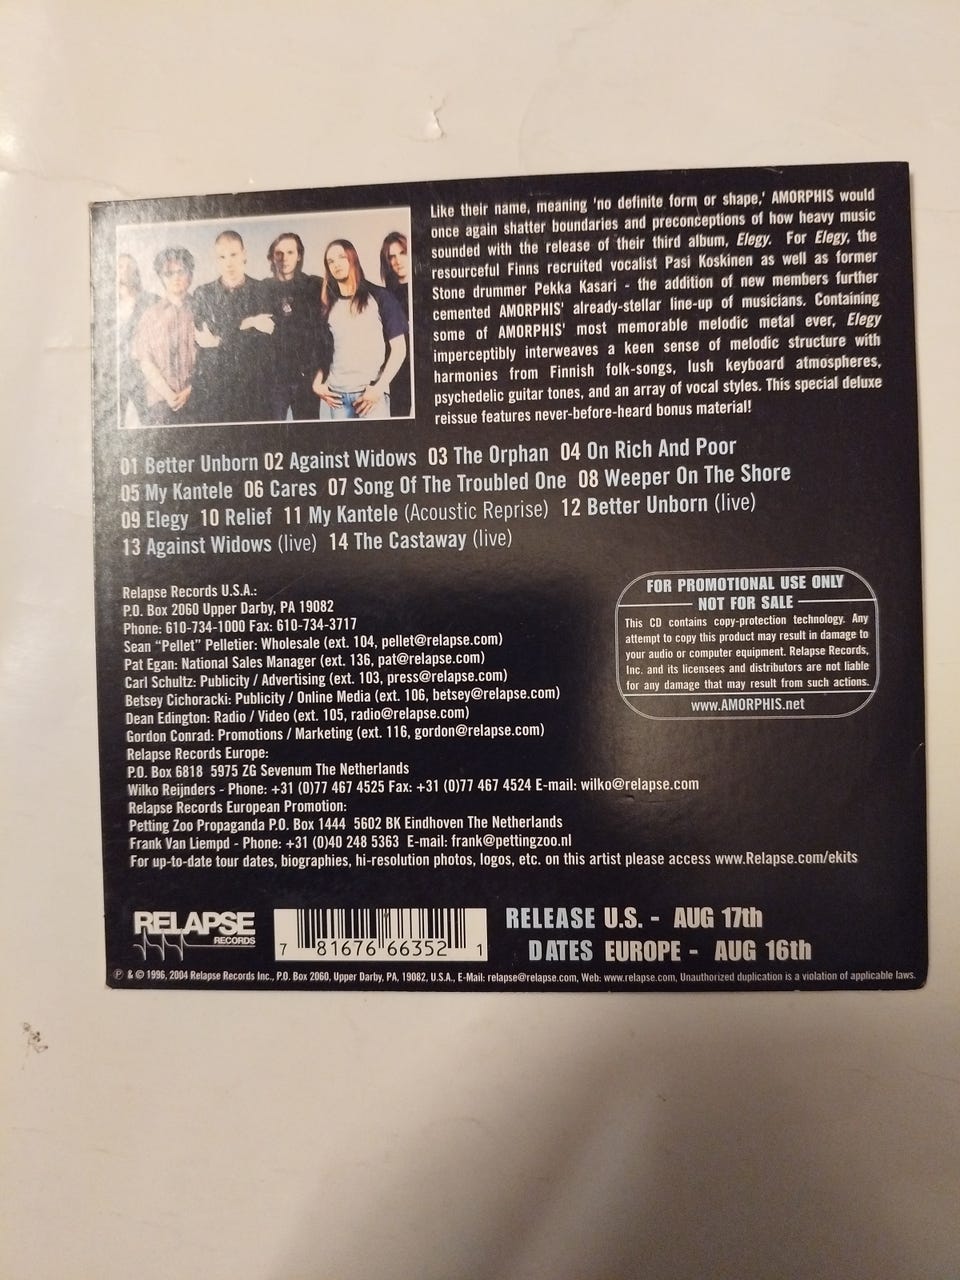 Like their name, meaning 'no definite form or shape,' AMORPHIS would
once again shatter boundaries and preconceptions of how heavy music
sounded with the release of their third album, Elegy. For Elegy, the
resourceful Finns recruited vocalist Pasi Koskinen as well as former
Stone drummer Pekka Kasari - the addition of new members further
cemented AMORPHIS' already-stellar line-up of musicians. Containing
some of AMORPHIS' most memorable melodic metal ever, Elegy
imperceptibly interweaves a keen sense of melodic structure with
harmonies from Finnish folk-songs, lush keyboard atmospheres,
psychedelic guitar tones, and an array of vocal styles. This special deluxe
reissue features never-before-heard bonus material!
01 Better Unborn 02 Against Widows 03 The Orphan 04 On Rich And Poor
05 My Kantele 06 Cares 07 Song Of The Troubled One 08 Weeper On The Shore
09 Elegy 10 Relief 11 My Kantele (Acoustic Reprise) 12 Better Unborn (live)
13 Against Widows (live) 14 The Castaway (live)
Relapse Records U.S.A.:
P.O. Box 2060 Upper Darby, PA 19082
Phone: 610-734-1000 Fax: 610-734-3717
Sean "Pellet" Pelletier: Wholesale (ext. 104, pellet@relapse.com)
Pat Egan: National Sales Manager (ext. 136, pat@relapse.com)
Carl Schultz: Publicity / Advertising (ext. 103, press@relapse.com)
Betsey Cichoracki: Publicity / Online Media (ext. 106, betsey@relapse.com)
Dean Edington: Radio / Video (ext. 105, radio@relapse.com)
Gordon Conrad: Promotions / Marketing (ext. 116, gordon@relapse.com)
Relapse Records Europe:
P.O. Box 6818 5975 ZG Sevenum The Netherlands
Wilko Reijnders - Phone: +31 (0)77 467 4525 Fax: +31 (0)77 467 4524 E-mail: wilko@relapse.com
Relapse Records European Promotion:
Petting Zoo Propaganda P.O. Box 1444 5602 BK Eindhoven The Netherlands
Frank Van Liempd - Phone: +31 (0)40 248 5363 E-mail: frank@pettingzoo.nl
For up-to-date tour dates, biographies, hi-resolution photos, logos, etc. on this artist please access www.Relapse.com/ekits
FOR PROMOTIONAL USE ONLY
NOT FOR SALE
This CD contains copy-protection technology. Any
attempt to copy this product may result in damage to
your audio or computer equipment. Relapse Records,
Inc. and its licensees and distributors are not liable
for any damage that may result from such actions.
www.AMORPHIS.net
RELAPSE
RECORDS
7 81676 66352 1
RELEASE U.S. - AUG 17th
DATES EUROPE - AUG 16th
℗ & © 1996, 2004 Relapse Records Inc., P.O. Box 2060, Upper Darby, PA, 19082, U.S.A., E-Mail: relapse@relapse.com, Web: www.relapse.com, Unauthorized duplication is a violation of applicable laws.